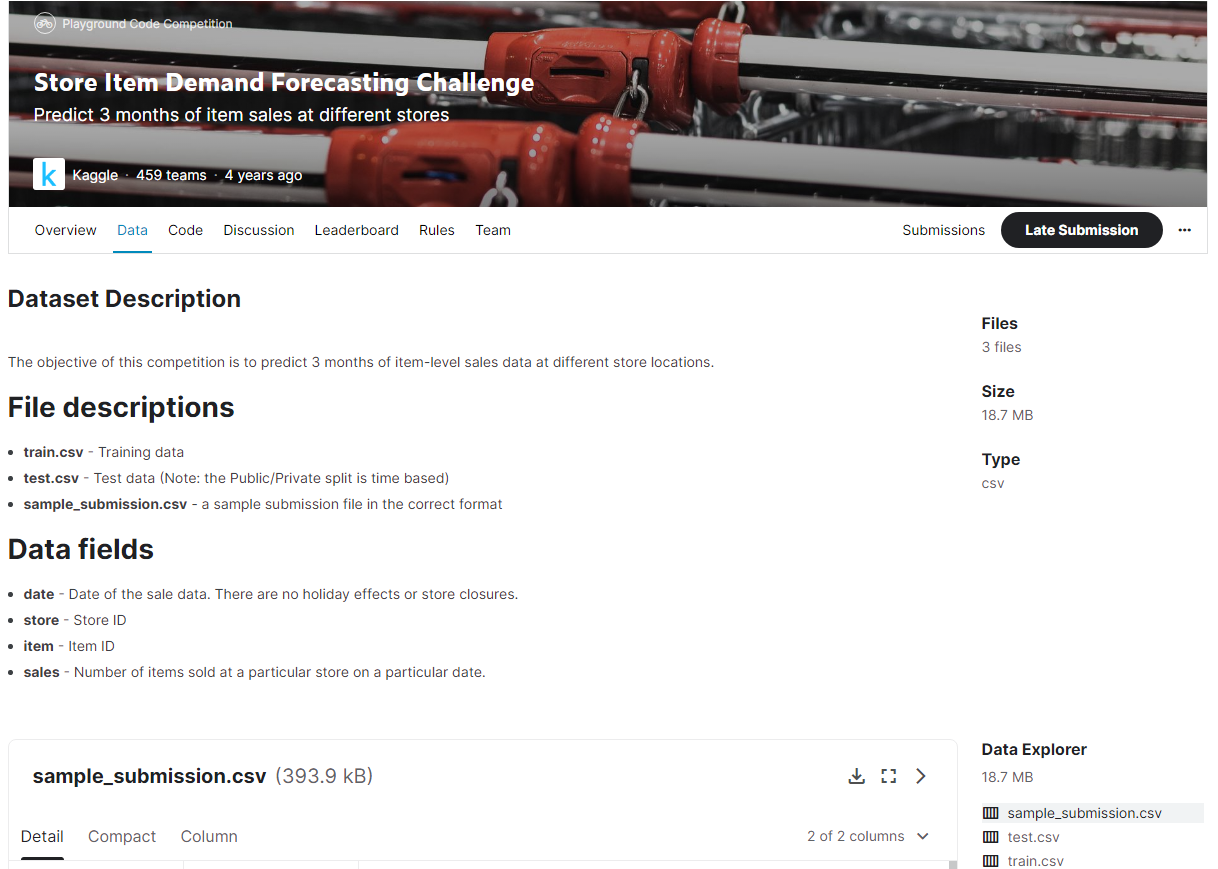 Playground Code Competition
Store Item Demand Forecasting Challenge
Predict 3 months of item sales at different stores
k Kaggle · 459 teams · 4 years ago
Overview Data Code Discussion Leaderboard Rules Team Submissions Late Submission ...
Dataset Description
The objective of this competition is to predict 3 months of item-level sales data at different store locations.
File descriptions
• train.csv - Training data
• test.csv - Test data (Note: the Public/Private split is time based)
• sample_submission.csv - a sample submission file in the correct format
Data fields
• date - Date of the sale data. There are no holiday effects or store closures.
• store - Store ID
• item - Item ID
• sales - Number of items sold at a particular store on a particular date.
Files
3 files
Size
18.7 MB
Type
csv
sample_submission.csv (393.9 kB)
Detail Compact Column 2 of 2 columns
Data Explorer
18.7 MB
sample_submission.csv
test.csv
train.csv